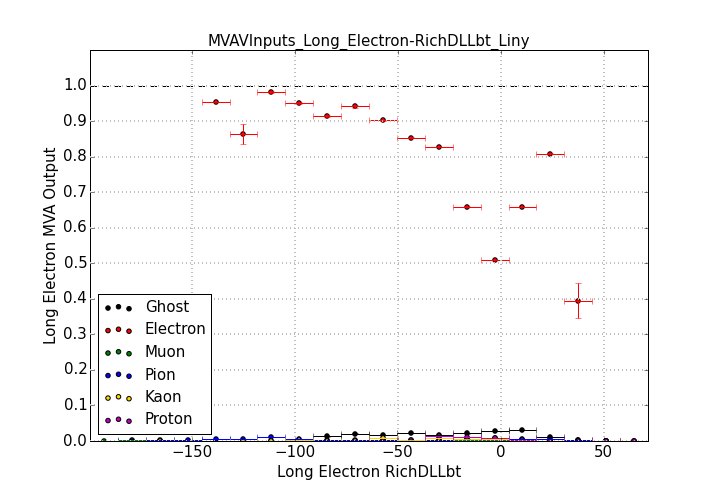 MVAVInputs_Long_Electron-RichDLLbt_Liny
1.0
0.9
0.8
0.7
0.6
0.5
0.4
0.3
0.2
0.1
0.0
Long Electron MVA Output
Ghost
Electron
Muon
Pion
Kaon
Proton
−150
−100
−50
0
50
Long Electron RichDLLbt